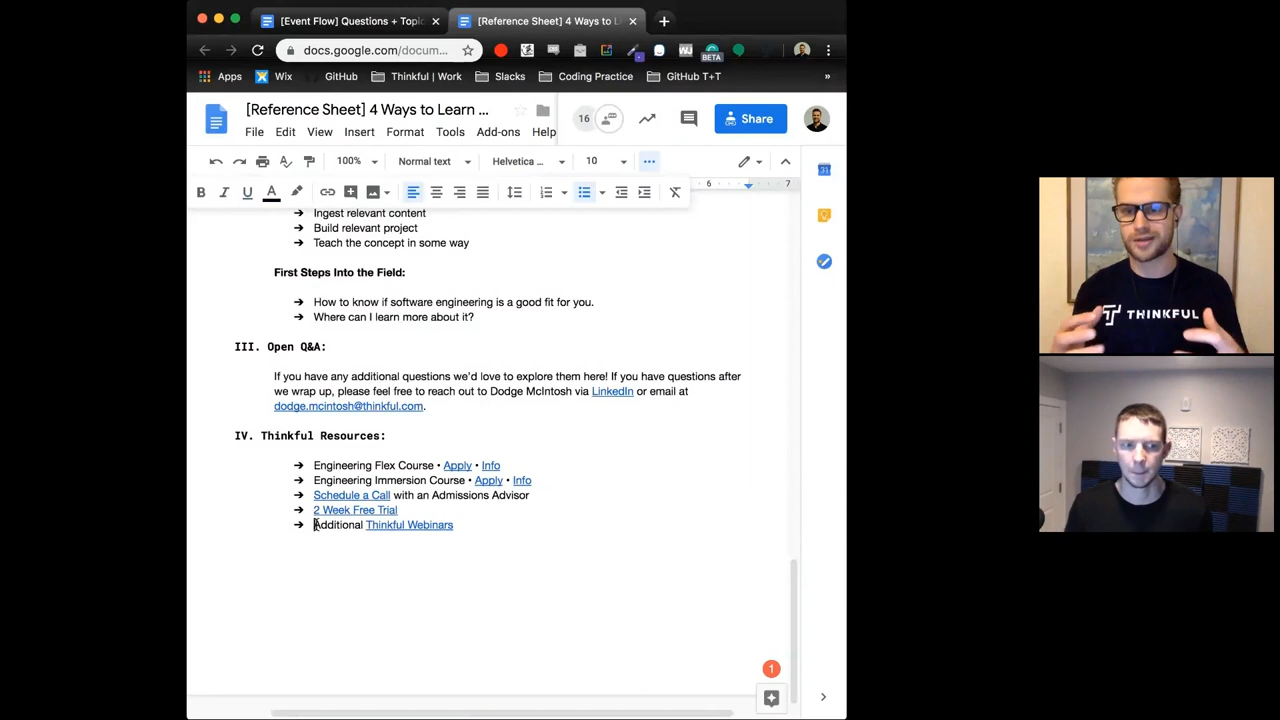 [Event Flow] Questions + Topic
[Reference Sheet] 4 Ways to L
docs.google.com/docum...
BETA
Apps Wix GitHub Thinkful | Work Slacks Coding Practice GitHub T+T »
[Reference Sheet] 4 Ways to Learn ...
File Edit View Insert Format Tools Add-ons Help
16
Share
100% Normal text Helvetica ... 10
6 7
B I U A
31
Ingest relevant content
Build relevant project
Teach the concept in some way
First Steps Into the Field:
How to know if software engineering is a good fit for you.
Where can I learn more about it?
III. Open Q&A:
If you have any additional questions we'd love to explore them here! If you have questions after
we wrap up, please feel free to reach out to Dodge McIntosh via LinkedIn or email at
dodge.mcintosh@thinkful.com.
IV. Thinkful Resources:
Engineering Flex Course • Apply • Info
Engineering Immersion Course • Apply • Info
Schedule a Call with an Admissions Advisor
2 Week Free Trial
Additional Thinkful Webinars
1
THINKFUL